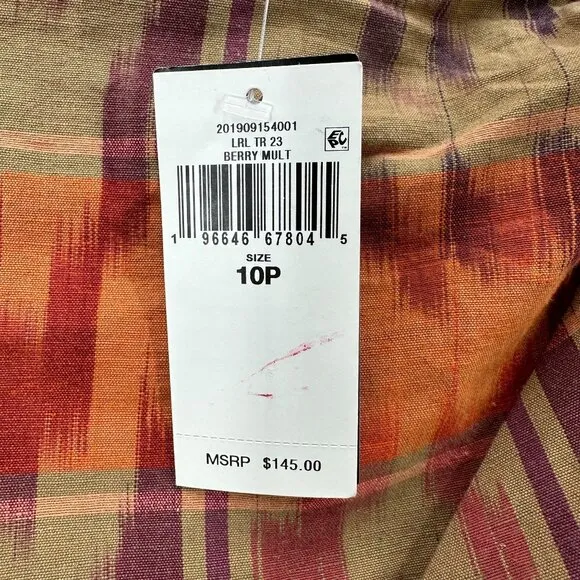 201909154001
LRL TR 23
BERRY MULT
1 96646 67804 5
SIZE
10P
MSRP $145.00